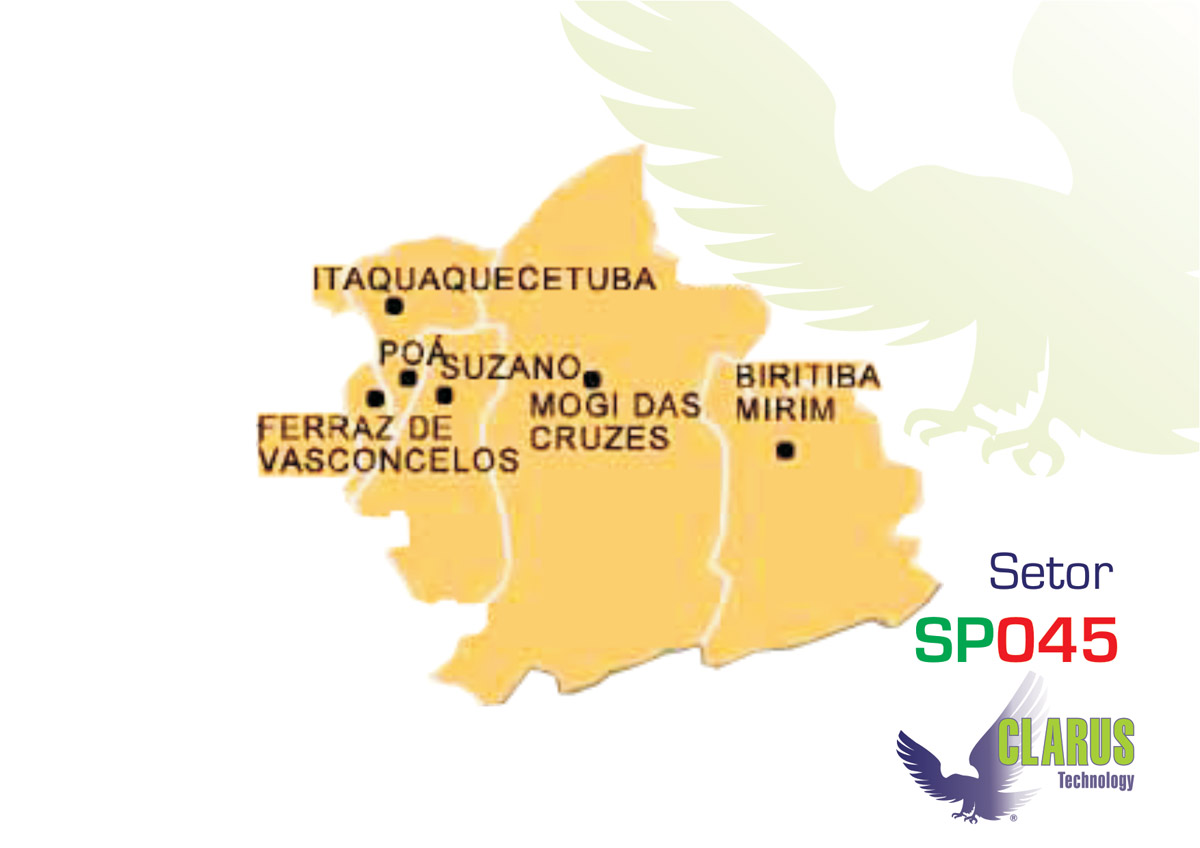 ITAQUAQUECETUBA
POÁ
SUZANO
FERRAZ DE
VASCONCELOS
MOGI DAS
CRUZES
BIRITIBA
MIRIM
Setor
SP045
CLARUS
Technology
®